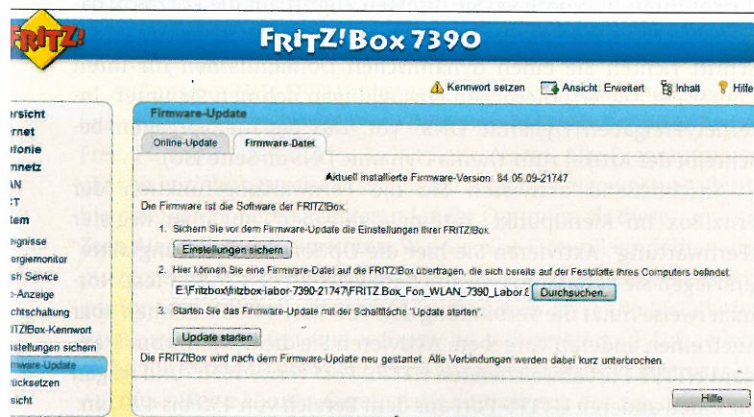 FRITZ!
FRITZ!Box 7390
Kennwort setzen Ansicht: Erweitert Inhalt Hilfe
ersicht
rnet
fonie
mnetz
AN
CT
tem
eignisse
ergiemonitor
sh Service
-Anzeige
chtschaltung
ITZ!Box-Kennwort
stellungen sichern
mware-Update
ücksetzen
sicht
Firmware-Update
Online-Update Firmware-Datei
Aktuell installierte Firmware-Version: 84.05.09-21747
Die Firmware ist die Software der FRITZ!Box.
1. Sichern Sie vor dem Firmware-Update die Einstellungen Ihrer FRITZ!Box.
Einstellungen sichern
2. Hier können Sie eine Firmware-Datei auf die FRITZ!Box übertragen, die sich bereits auf der Festplatte Ihres Computers befindet.
E:\Fritzbox\fritzbox-labor-7390-21747\FRITZ.Box_Fon_WLAN_7390_Labor.8 Durchsuchen..
3. Starten Sie das Firmware-Update mit der Schaltfläche "Update starten".
Update starten
Die FRITZ!Box wird nach dem Firmware-Update neu gestartet. Alle Verbindungen werden dabei kurz unterbrochen.
Hilfe